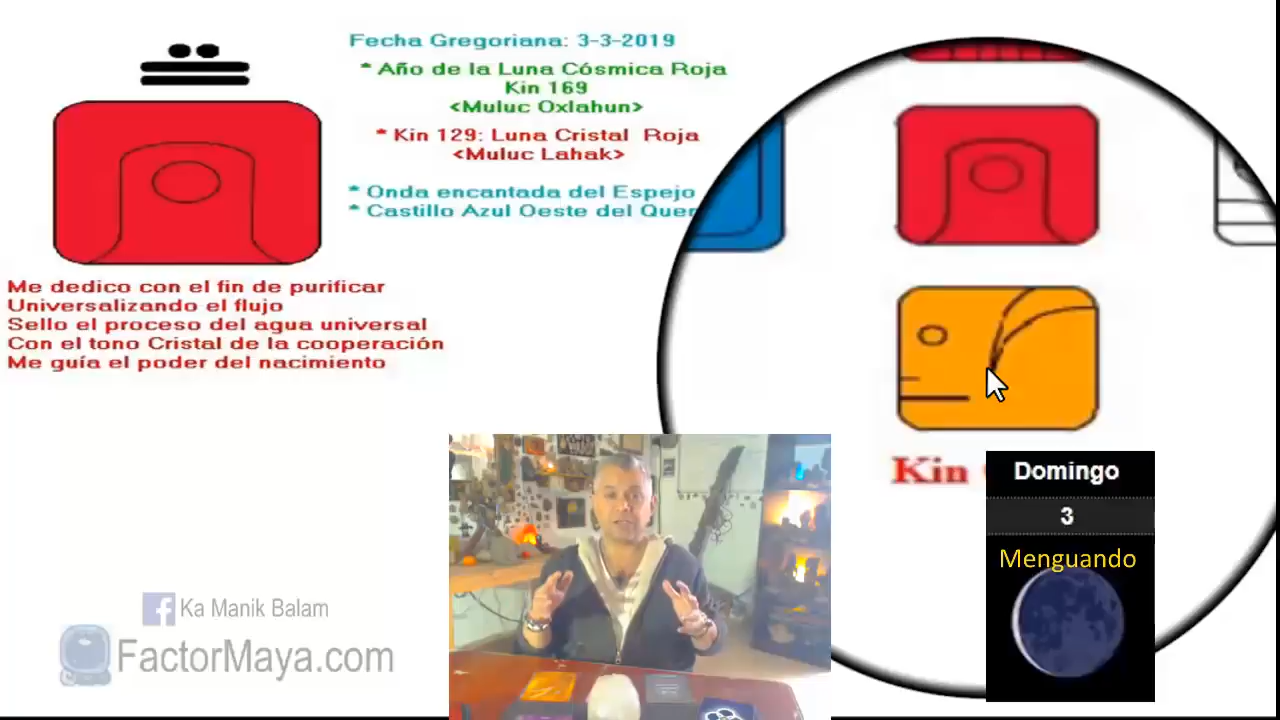 Fecha Gregoriana: 3-3-2019
* Año de la Luna Cósmica Roja
Kin 169
<Muluc Oxlahun>
* Kin 129: Luna Cristal Roja
<Muluc Lahak>
* Onda encantada del Espejo
* Castillo Azul Oeste del Quer
Me dedico con el fin de purificar
Universalizando el flujo
Sello el proceso del agua universal
Con el tono Cristal de la cooperación
Me guía el poder del nacimiento
Kin
Domingo
3
Menguando
Ka Manik Balam
FactorMaya.com